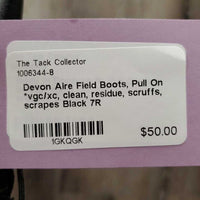 The Tack Collector
1006344-8
Devon Aire Field Boots, Pull On
*vgc/xc, clean, residue, scruffs,
scrapes Black 7R
$50.00
1GKQGK